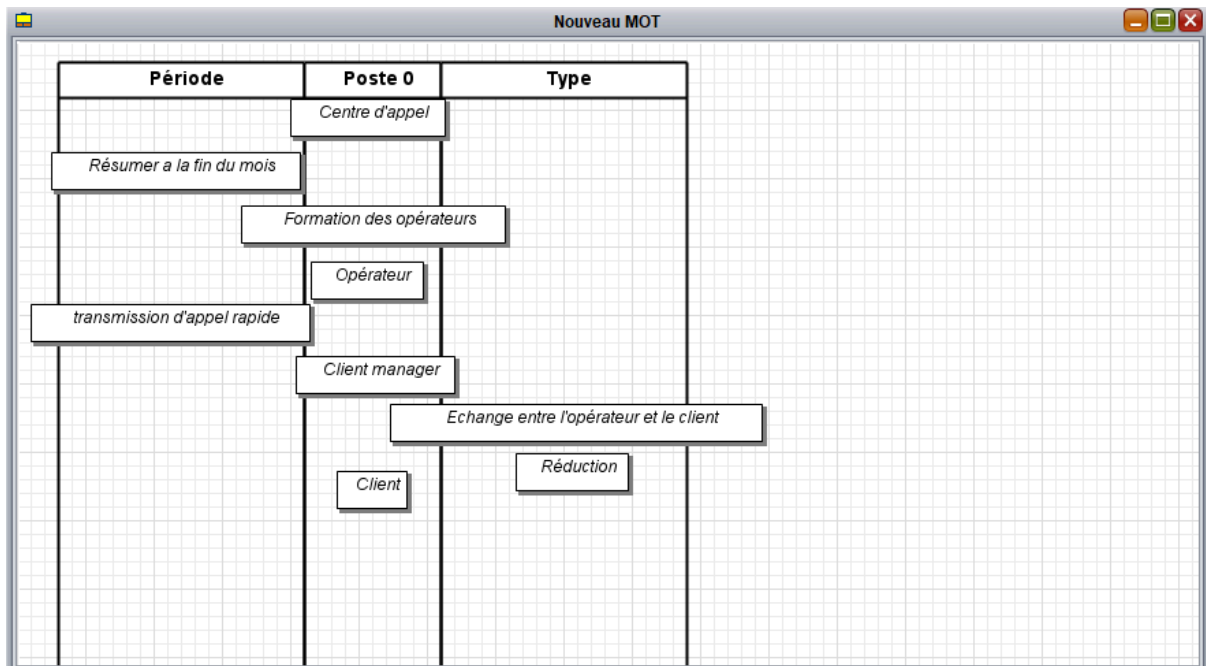 Nouveau MOT
Période Poste 0 Type
Centre d'appel
Résumer a la fin du mois
Formation des opérateurs
Opérateur
transmission d'appel rapide
Client manager
Echange entre l'opérateur et le client
Réduction
Client